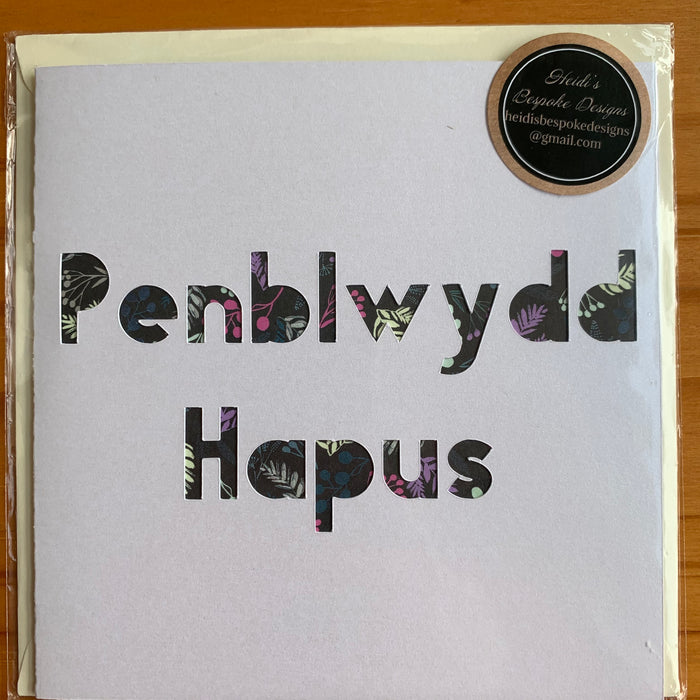 Heidi's
Bespoke Designs
heidisbespokedesigns
@gmail.com
Penblwydd
Hapus